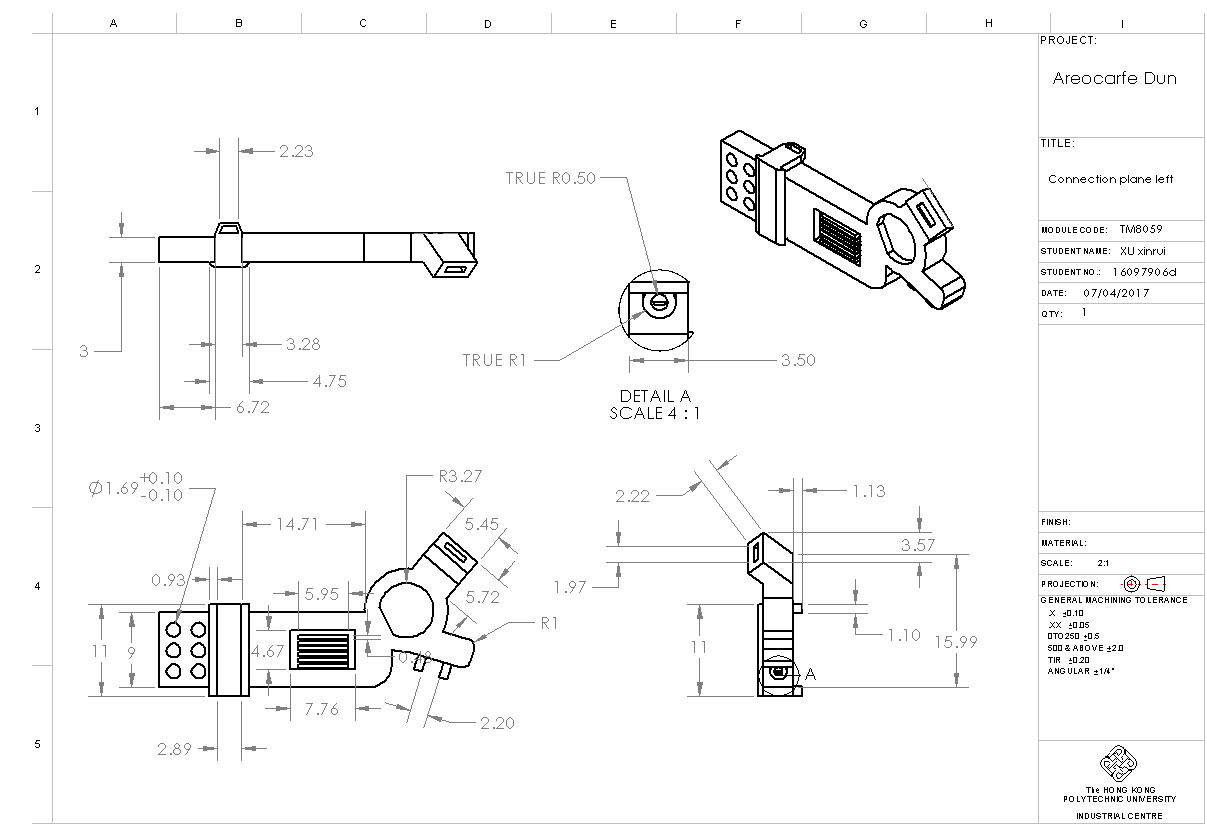 A B C D E F G H I
1
2
3
4
5
2.23
3
3.28
4.75
6.72
TRUE R0.50
TRUE R1
3.50
DETAIL A
SCALE 4 : 1
Ø1.69 +0.10
-0.10
R3.27
14.71
5.45
0.93
5.95
5.72
R1
11
9
4.67
0.48
7.76
2.20
2.89
2.22
1.13
3.57
1.97
1.10
15.99
11
A
PROJECT:
Areocarfe Dun
TITLE:
Connection plane left
MODULE CODE: TM8059
STUDENT NAME: XU xinrui
STUDENT NO.: 16097906d
DATE: 07/04/2017
QTY: 1
FINISH:
MATERIAL:
SCALE: 2:1
PROJECTION:
GENERAL MACHINING TOLERANCE
.X ±0.10
.XX ±0.05
0TO250 ±0.5
500 & ABOVE ±2.0
TIR ±0.20
ANGULAR ±1/4°
The HONG KONG
POLYTECHNIC UNIVERSITY
INDUSTRIAL CENTRE